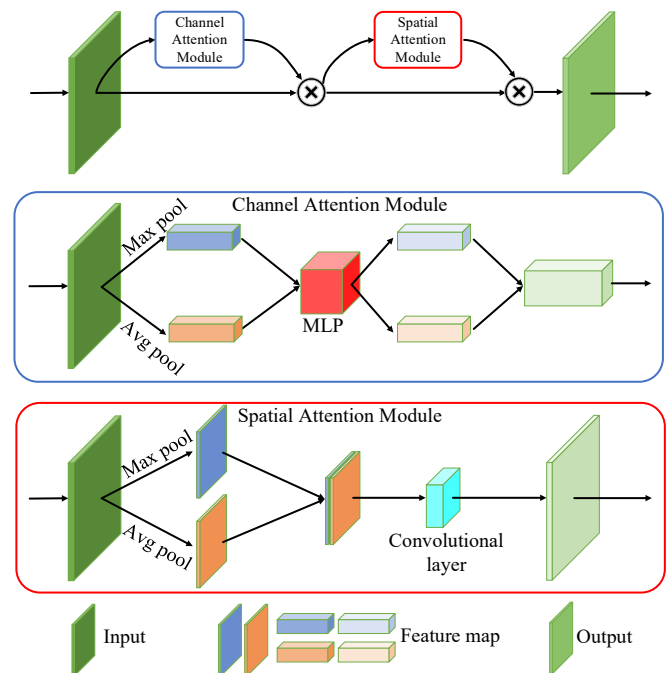 Channel
Attention
Module
Spatial
Attention
Module
Channel Attention Module
Max pool
Avg pool
MLP
Spatial Attention Module
Max pool
Avg pool
Convolutional
layer
Input
Feature map
Output